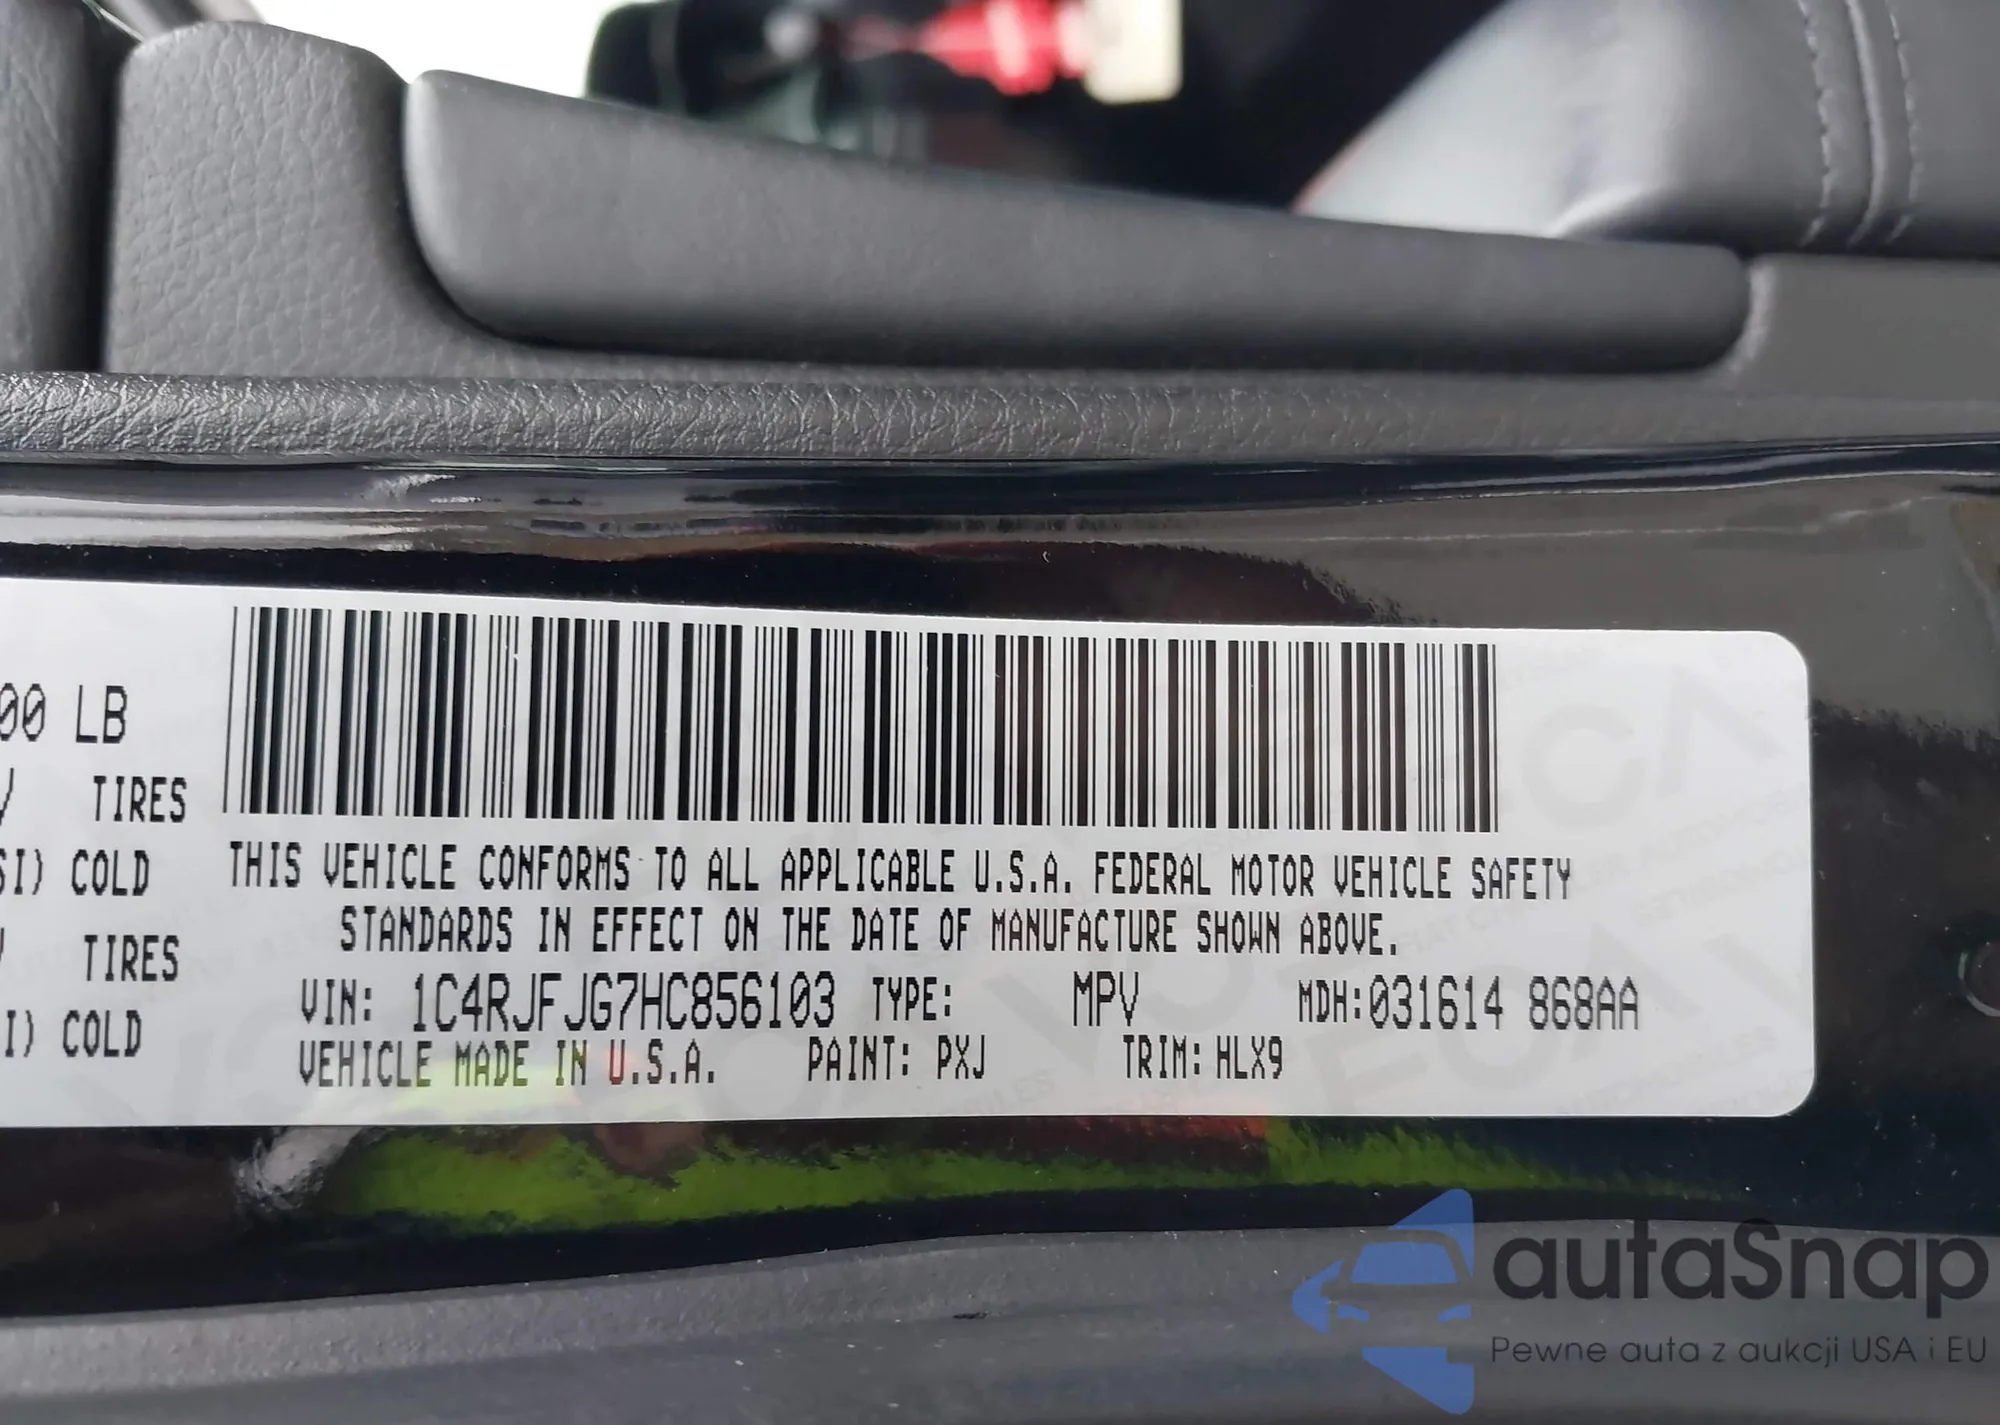 00 LB
TIRES
SI) COLD
TIRES
I) COLD
THIS VEHICLE CONFORMS TO ALL APPLICABLE U.S.A. FEDERAL MOTOR VEHICLE SAFETY
STANDARDS IN EFFECT ON THE DATE OF MANUFACTURE SHOWN ABOVE.
VIN: 1C4RJFJG7HC856103 TYPE: MPV MDH:031614 868AA
VEHICLE MADE IN U.S.A. PAINT: PXJ TRIM: HLX9
autaSnap
Pewne auta z aukcji USA i EU